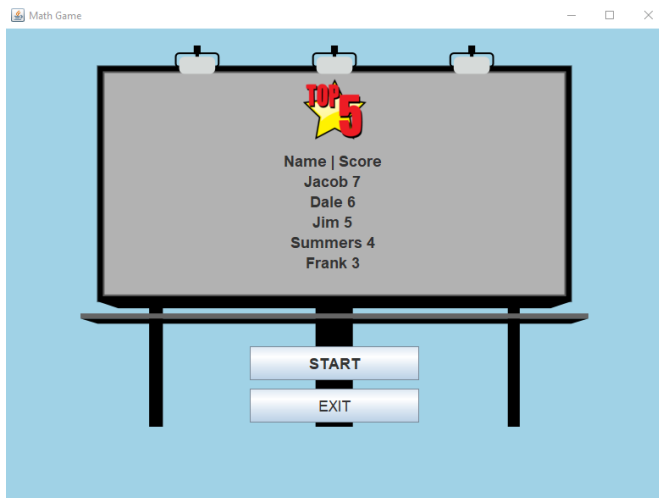 Math Game
TOP
5
Name | Score
Jacob 7
Dale 6
Jim 5
Summers 4
Frank 3
START
EXIT